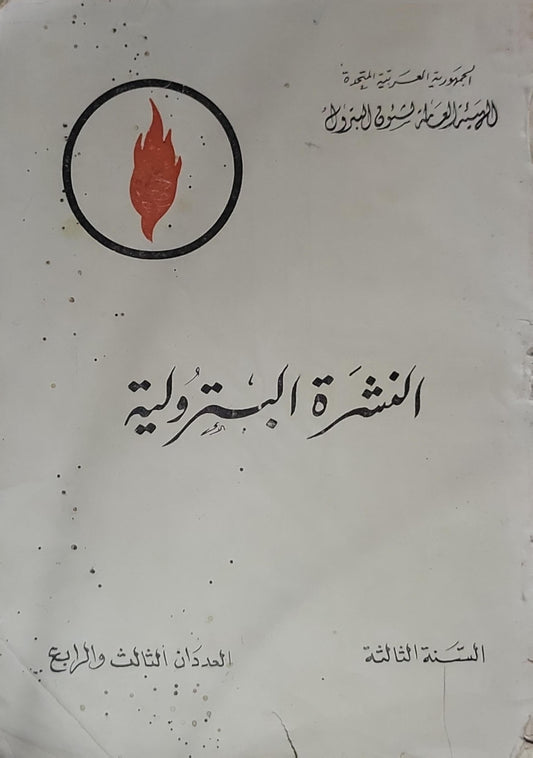 الجمهورية العربية المتحدة
الهيئة العامة لشئون البترول
النشرة البترولية
السنة الثالثة
العددان الثالث والرابع